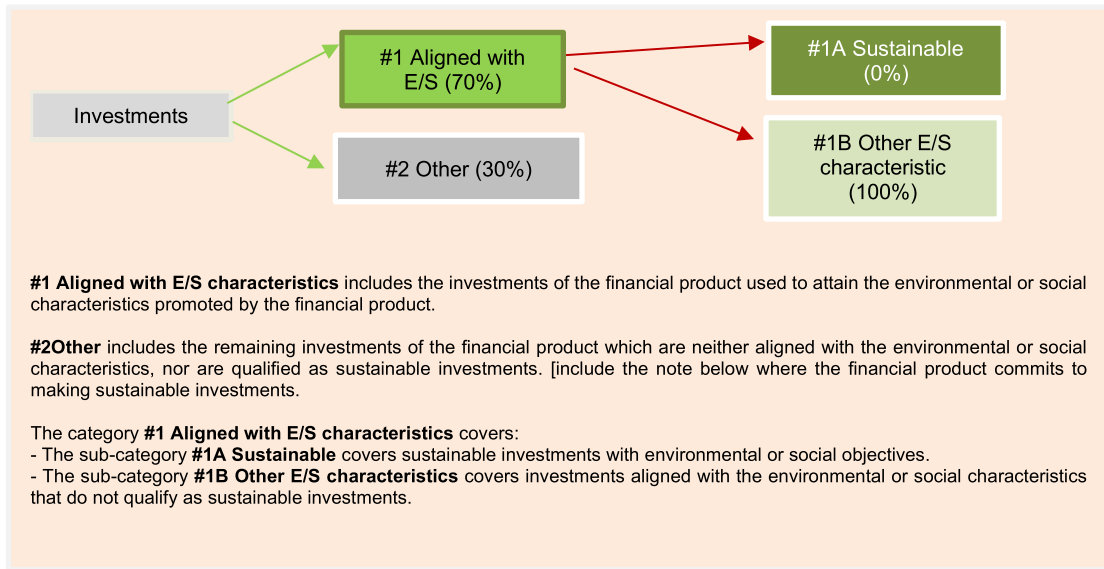 Investments
#1 Aligned with
E/S (70%)
#2 Other (30%)
#1A Sustainable
(0%)
#1B Other E/S
characteristic
(100%)
#1 Aligned with E/S characteristics includes the investments of the financial product used to attain the environmental or social
characteristics promoted by the financial product.
#2Other includes the remaining investments of the financial product which are neither aligned with the environmental or social
characteristics, nor are qualified as sustainable investments. [include the note below where the financial product commits to
making sustainable investments.
The category #1 Aligned with E/S characteristics covers:
- The sub-category #1A Sustainable covers sustainable investments with environmental or social objectives.
- The sub-category #1B Other E/S characteristics covers investments aligned with the environmental or social characteristics
that do not qualify as sustainable investments.